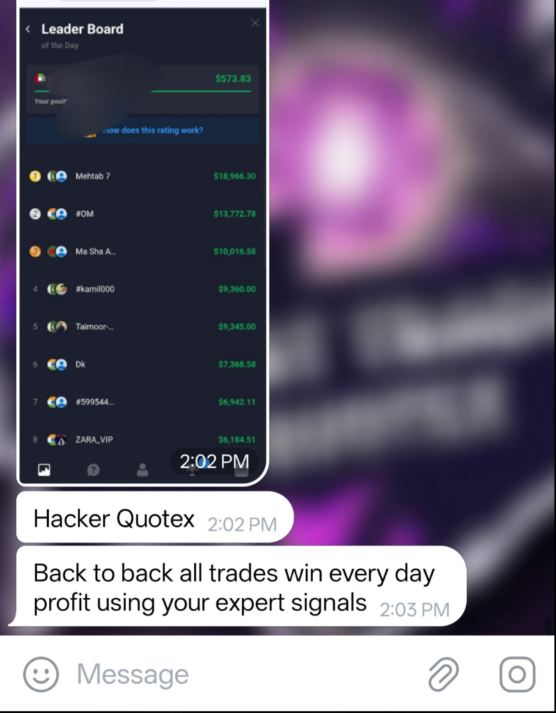 Leader Board
of the Day
$573.83
Your
how does this rating work?
1 Mehtab 7 $18,966.30
2 #OM $13,772.78
3 Ma Sha A... $10,016.58
4 #kamil000 $9,360.00
5 Taimoor-... $9,345.00
6 Dk $7,368.58
7 #599544... $6,942.11
8 ZARA_VIP $6,184.51
2:02 PM
Hacker Quotex 2:02 PM
Back to back all trades win every day
profit using your expert signals 2:03 PM
Message